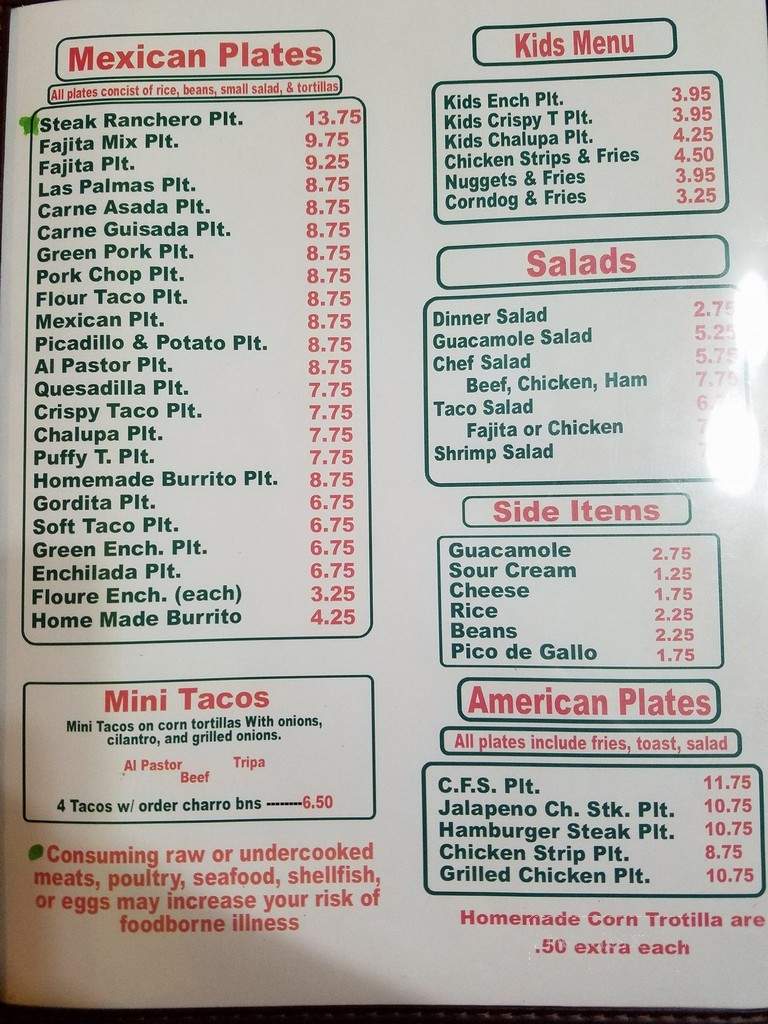 Mexican Plates
All plates concist of rice, beans, small salad, & tortillas
Steak Ranchero Plt. 13.75
Fajita Mix Plt. 9.75
Fajita Plt. 9.25
Las Palmas Plt. 8.75
Carne Asada Plt. 8.75
Carne Guisada Plt. 8.75
Green Pork Plt. 8.75
Pork Chop Plt. 8.75
Flour Taco Plt. 8.75
Mexican Plt. 8.75
Picadillo & Potato Plt. 8.75
Al Pastor Plt. 8.75
Quesadilla Plt. 7.75
Crispy Taco Plt. 7.75
Chalupa Plt. 7.75
Puffy T. Plt. 7.75
Homemade Burrito Plt. 8.75
Gordita Plt. 6.75
Soft Taco Plt. 6.75
Green Ench. Plt. 6.75
Enchilada Plt. 6.75
Floure Ench. (each) 3.25
Home Made Burrito 4.25
Mini Tacos
Mini Tacos on corn tortillas With onions,
cilantro, and grilled onions.
Al Pastor Tripa
Beef
4 Tacos w/ order charro bns --------6.50
Consuming raw or undercooked
meats, poultry, seafood, shellfish,
or eggs may increase your risk of
foodborne illness
Kids Menu
Kids Ench Plt. 3.95
Kids Crispy T Plt. 3.95
Kids Chalupa Plt. 4.25
Chicken Strips & Fries 4.50
Nuggets & Fries 3.95
Corndog & Fries 3.25
Salads
Dinner Salad 2.75
Guacamole Salad 5.25
Chef Salad 5.75
Beef, Chicken, Ham 7.75
Taco Salad
Fajita or Chicken
Shrimp Salad
Side Items
Guacamole 2.75
Sour Cream 1.25
Cheese 1.75
Rice 2.25
Beans 2.25
Pico de Gallo 1.75
American Plates
All plates include fries, toast, salad
C.F.S. Plt. 11.75
Jalapeno Ch. Stk. Plt. 10.75
Hamburger Steak Plt. 10.75
Chicken Strip Plt. 8.75
Grilled Chicken Plt. 10.75
Homemade Corn Trotilla are
.50 extra each